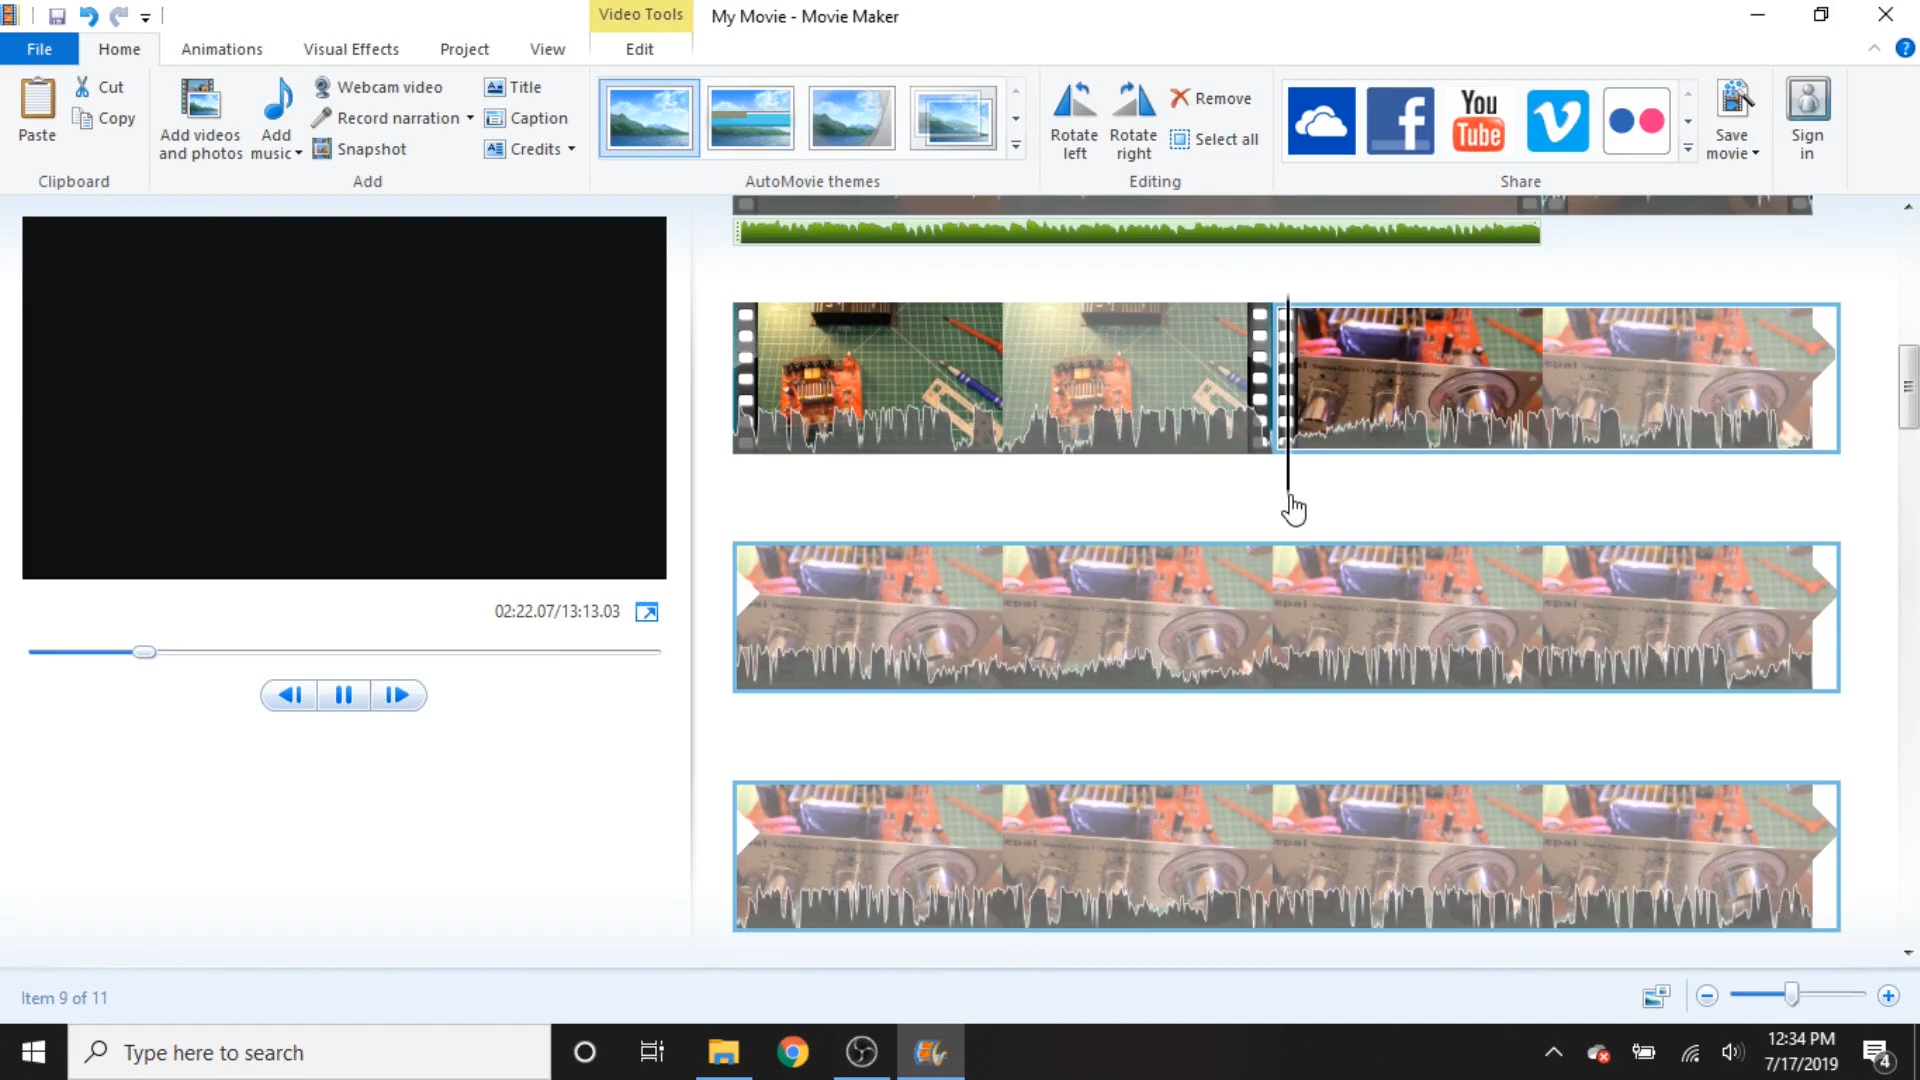 Video Tools
My Movie - Movie Maker
File
Home
Animations
Visual Effects
Project
View
Edit
Paste
Cut
Copy
Clipboard
Add videos
and photos
Add
music
Webcam video
Record narration
Snapshot
Title
Caption
Credits
Add
AutoMovie themes
Rotate
left
Rotate
right
Remove
Select all
Editing
You
Tube
Share
Save
movie
Sign
in
02:22.07/13:13.03
Item 9 of 11
Type here to search
12:34 PM
7/17/2019
4